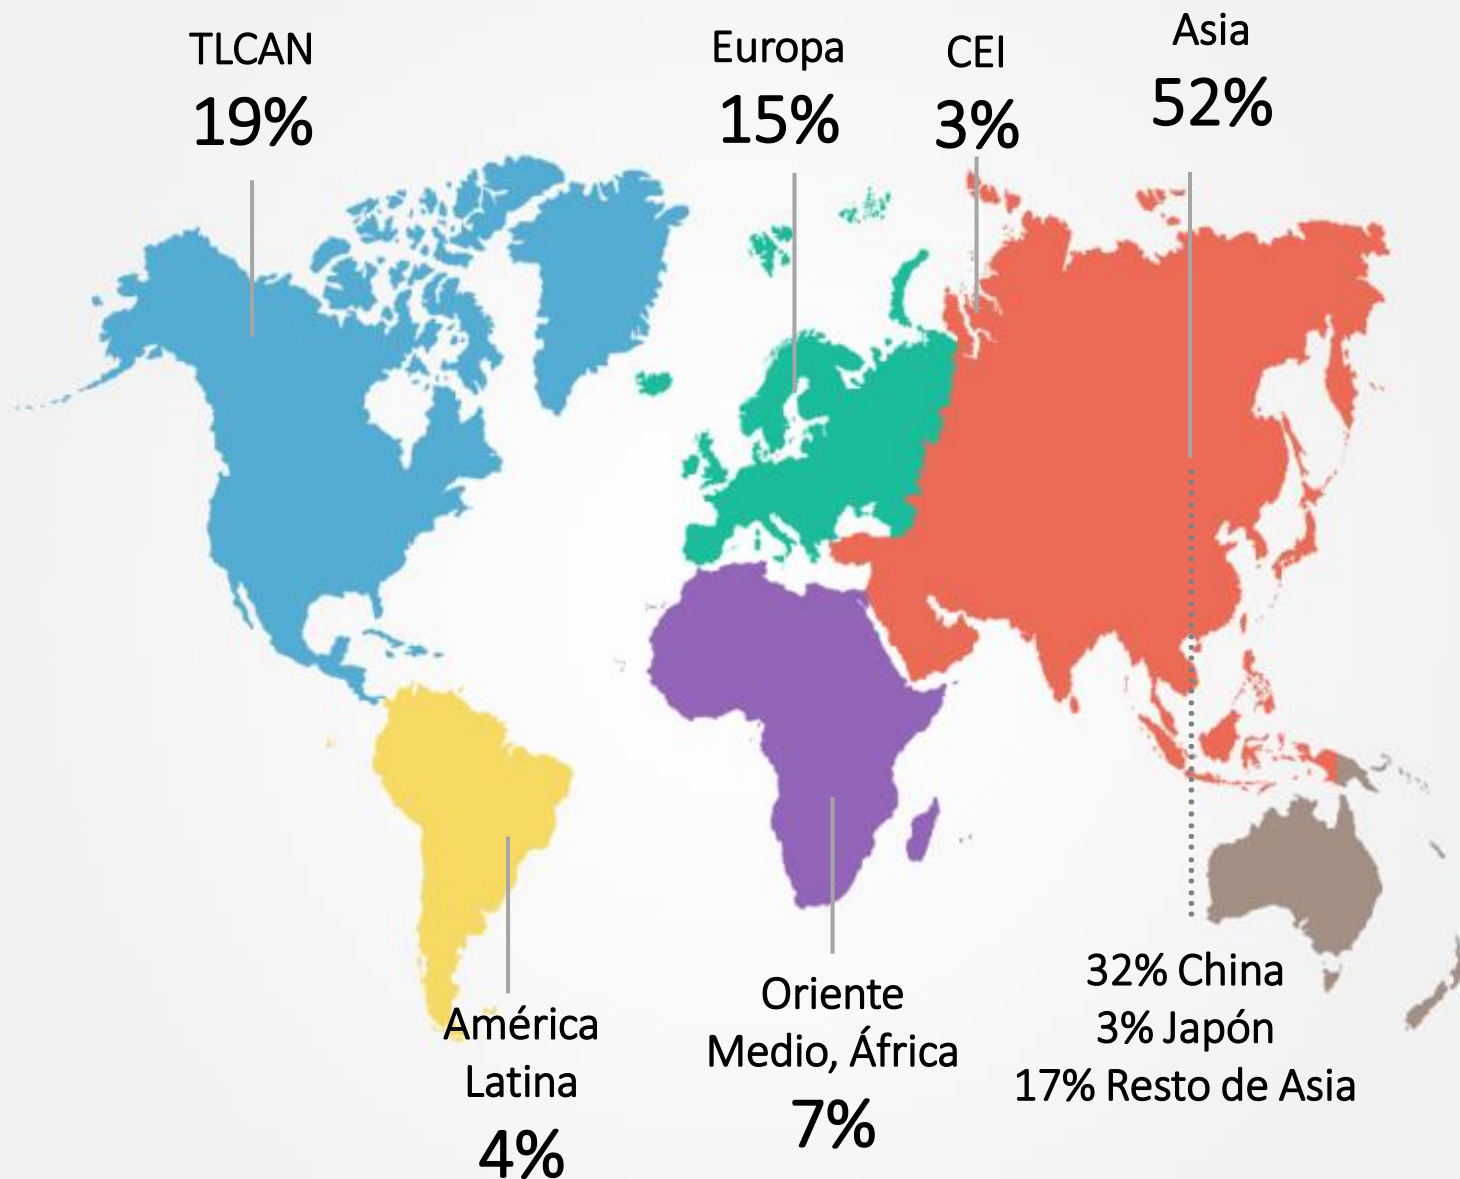 TLCAN
19%
Europa
15%
CEI
3%
Asia
52%
América
Latina
4%
Oriente
Medio, África
7%
32% China
3% Japón
17% Resto de Asia